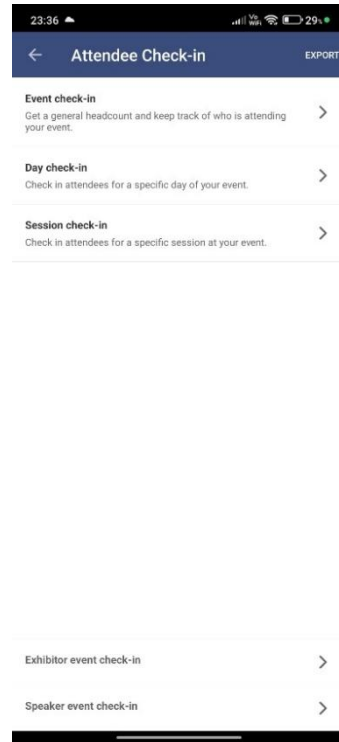 23:36
Vo
WiFi
29%
Attendee Check-in
EXPORT
Event check-in
Get a general headcount and keep track of who is attending
your event.
Day check-in
Check in attendees for a specific day of your event.
Session check-in
Check in attendees for a specific session at your event.
Exhibitor event check-in
Speaker event check-in